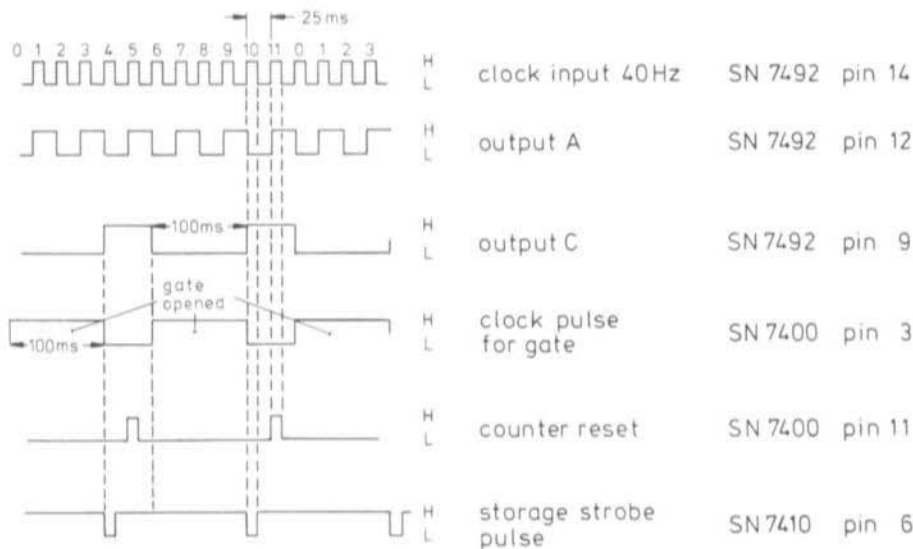 25ms
0 1 2 3 4 5 6 7 8 9 10 11 0 1 2 3
H
L
clock input 40Hz SN 7492 pin 14
H
L
output A SN 7492 pin 12
100ms
H
L
output C SN 7492 pin 9
gate
opened
100ms
H
L
clock pulse
for gate
SN 7400 pin 3
H
L
counter reset SN 7400 pin 11
H
L
storage strobe
pulse
SN 7410 pin 6